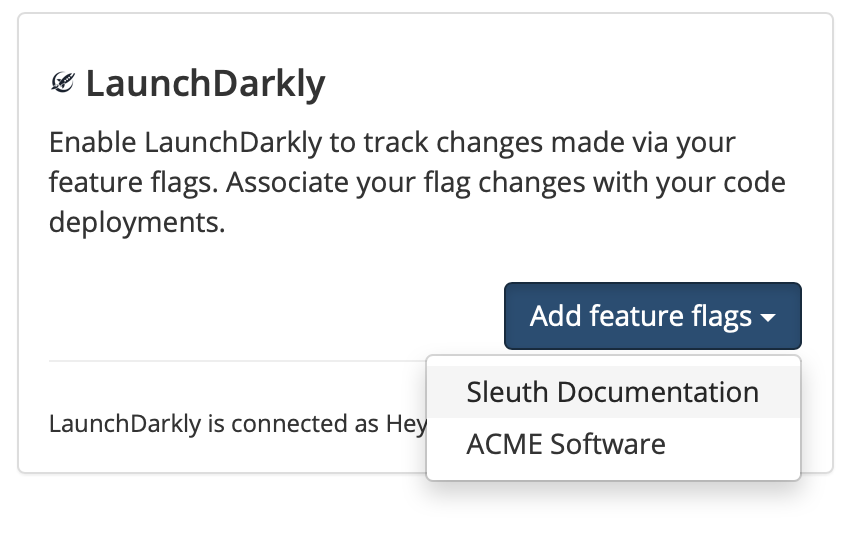 LaunchDarkly
Enable LaunchDarkly to track changes made via your
feature flags. Associate your flag changes with your code
deployments.
Add feature flags
Sleuth Documentation
LaunchDarkly is connected as Hey
ACME Software